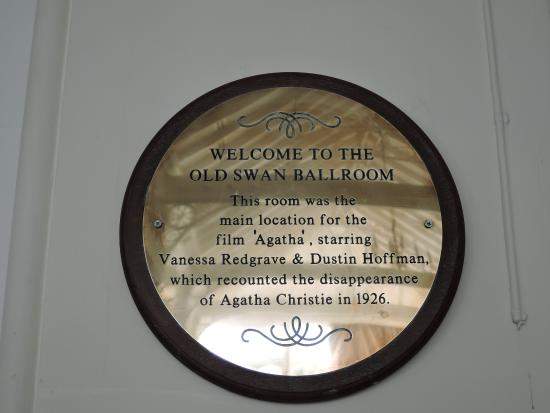 WELCOME TO THE
OLD SWAN BALLROOM
This room was the
main location for the
film 'Agatha', starring
Vanessa Redgrave & Dustin Hoffman,
which recounted the disappearance
of Agatha Christie in 1926.